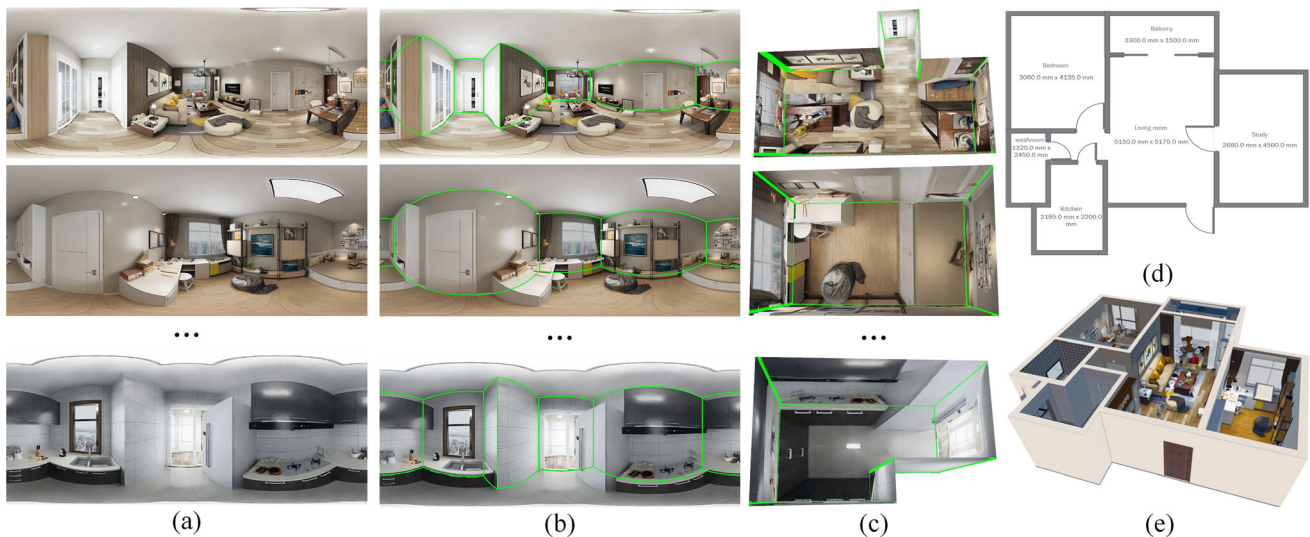 Balcony
3300.0 mm x 1500.0 mm
Bedroom
3060.0 mm x 4135.0 mm
washroom
1320.0 mm x
2450.0 mm
Living room
5150.0 mm x 5175.0 mm
Study
2660.0 mm x 4500.0 mm
Kitchen
2195.0 mm x 3200.0
mm
...
...
...
(a)
(b)
(c)
(d)
(e)